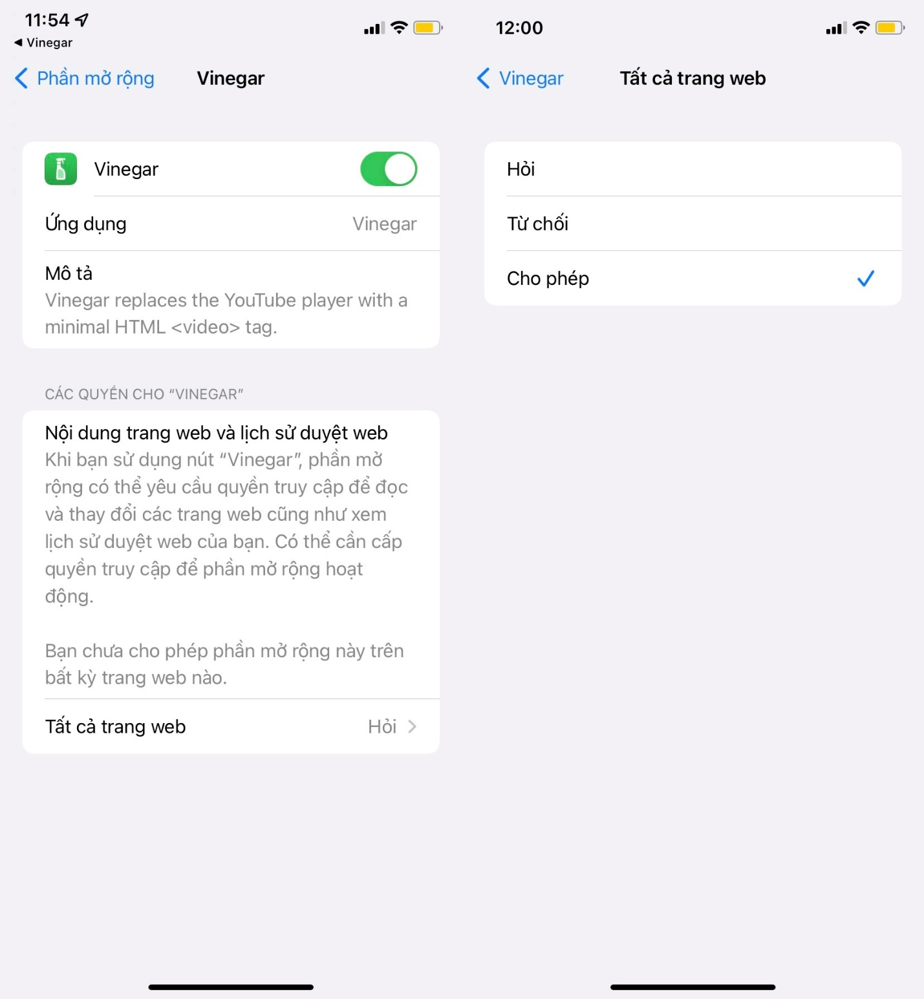 11:54
◀ Vinegar
Phần mở rộng
Vinegar
Vinegar
Ứng dụng Vinegar
Mô tả
Vinegar replaces the YouTube player with a
minimal HTML <video> tag.
CÁC QUYỀN CHO “VINEGAR”
Nội dung trang web và lịch sử duyệt web
Khi bạn sử dụng nút “Vinegar”, phần mở
rộng có thể yêu cầu quyền truy cập để đọc
và thay đổi các trang web cũng như xem
lịch sử duyệt web của bạn. Có thể cần cấp
quyền truy cập để phần mở rộng hoạt
động.
Bạn chưa cho phép phần mở rộng này trên
bất kỳ trang web nào.
Tất cả trang web Hỏi
12:00
Vinegar
Tất cả trang web
Hỏi
Từ chối
Cho phép